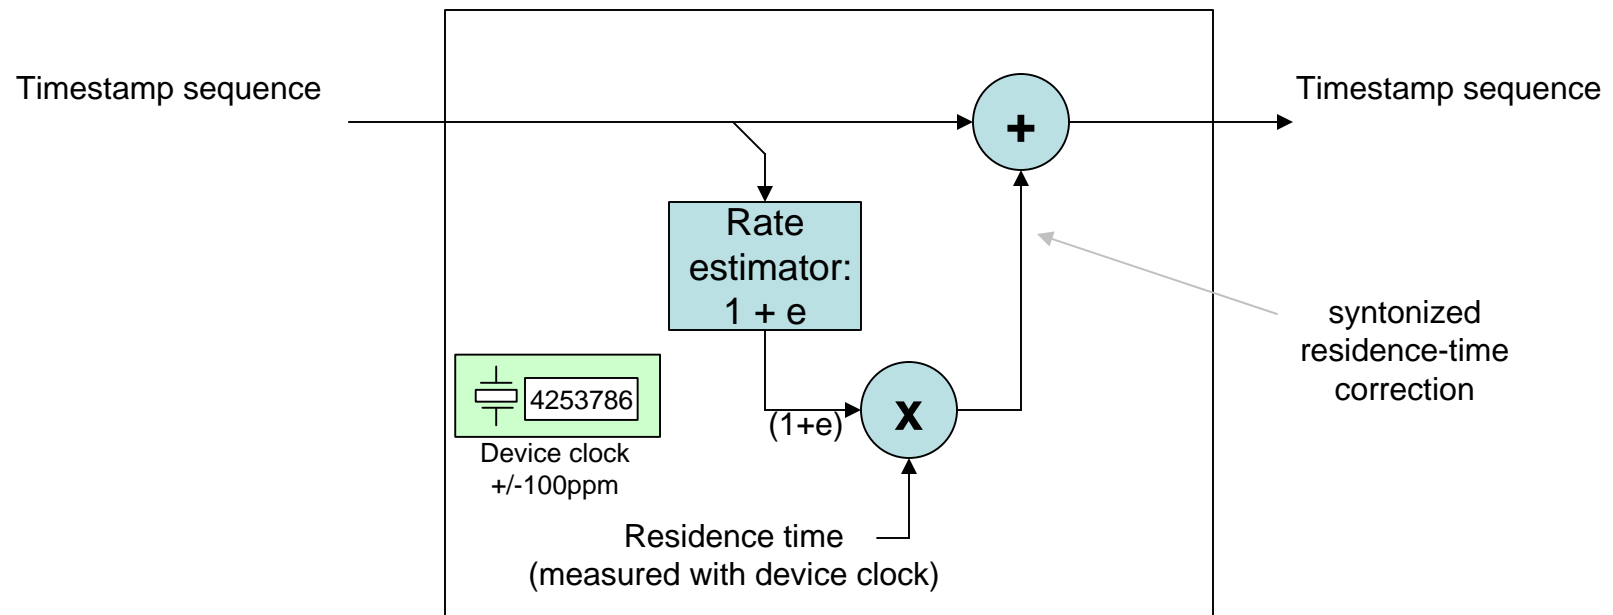 Timestamp sequence
Timestamp sequence
+
Rate
estimator:
1 + e
syntonized
residence-time
correction
4253786
(1+e)
x
Device clock
+/-100ppm
Residence time
(measured with device clock)